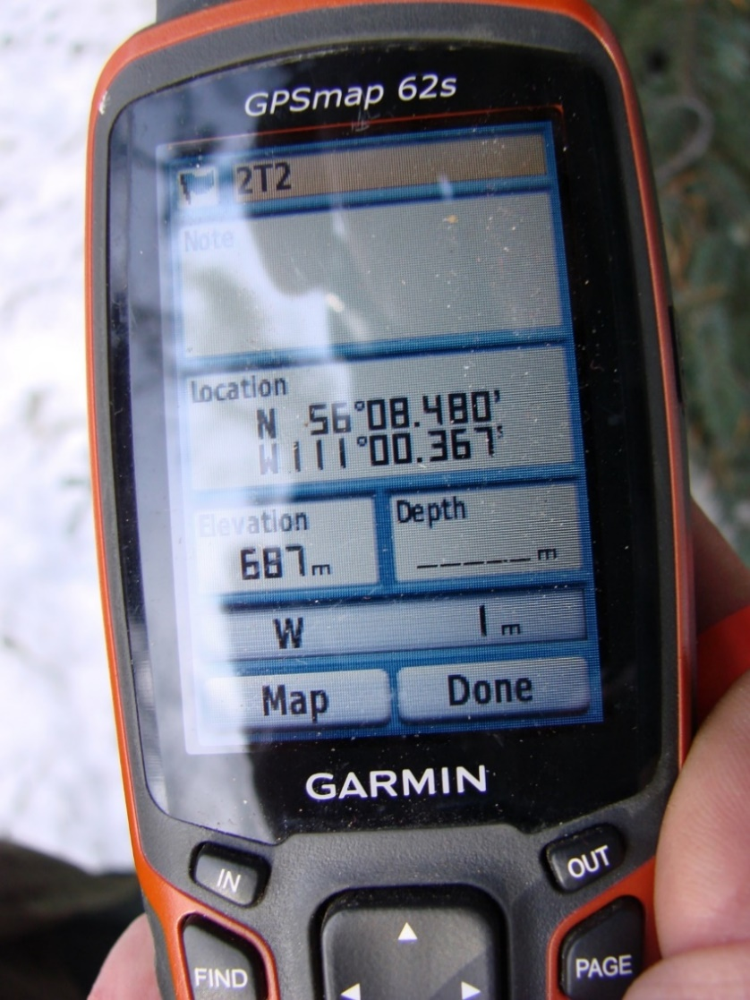 GPSmap 62s
2T2
Note
Location
N 56°08.480'
W111°00.367'
Elevation
Depth
687m
_____m
W 1m
Map
Done
GARMIN
IN
OUT
FIND
PAGE